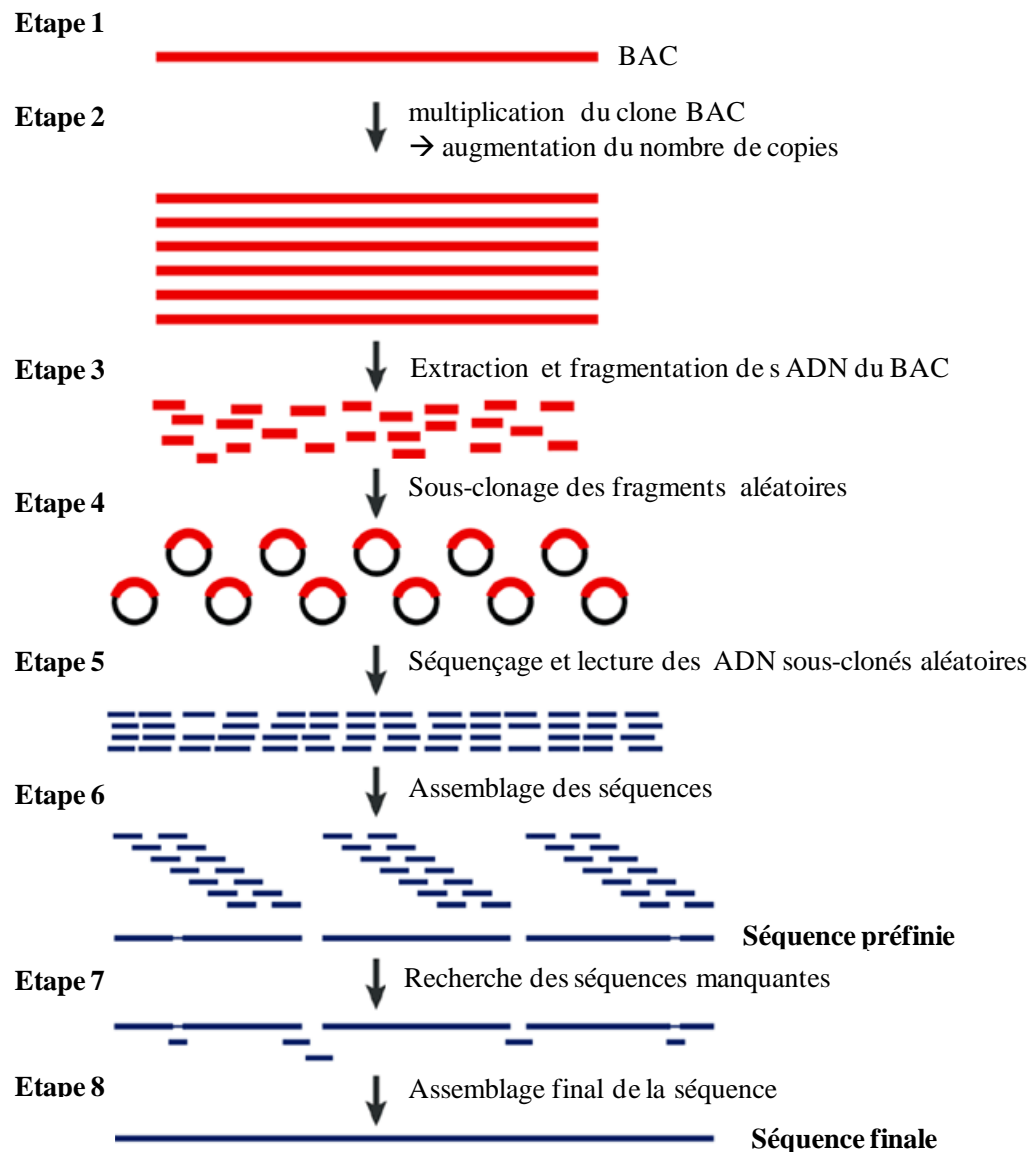 Etape 1
BAC
Etape 2
multiplication du clone BAC
→ augmentation du nombre de copies
Etape 3
Extraction et fragmentation de s ADN du BAC
Etape 4
Sous-clonage des fragments aléatoires
Etape 5
Séquençage et lecture des ADN sous-clonés aléatoires
Etape 6
Assemblage des séquences
Séquence préfinie
Etape 7
Recherche des séquences manquantes
Etape 8
Assemblage final de la séquence
Séquence finale